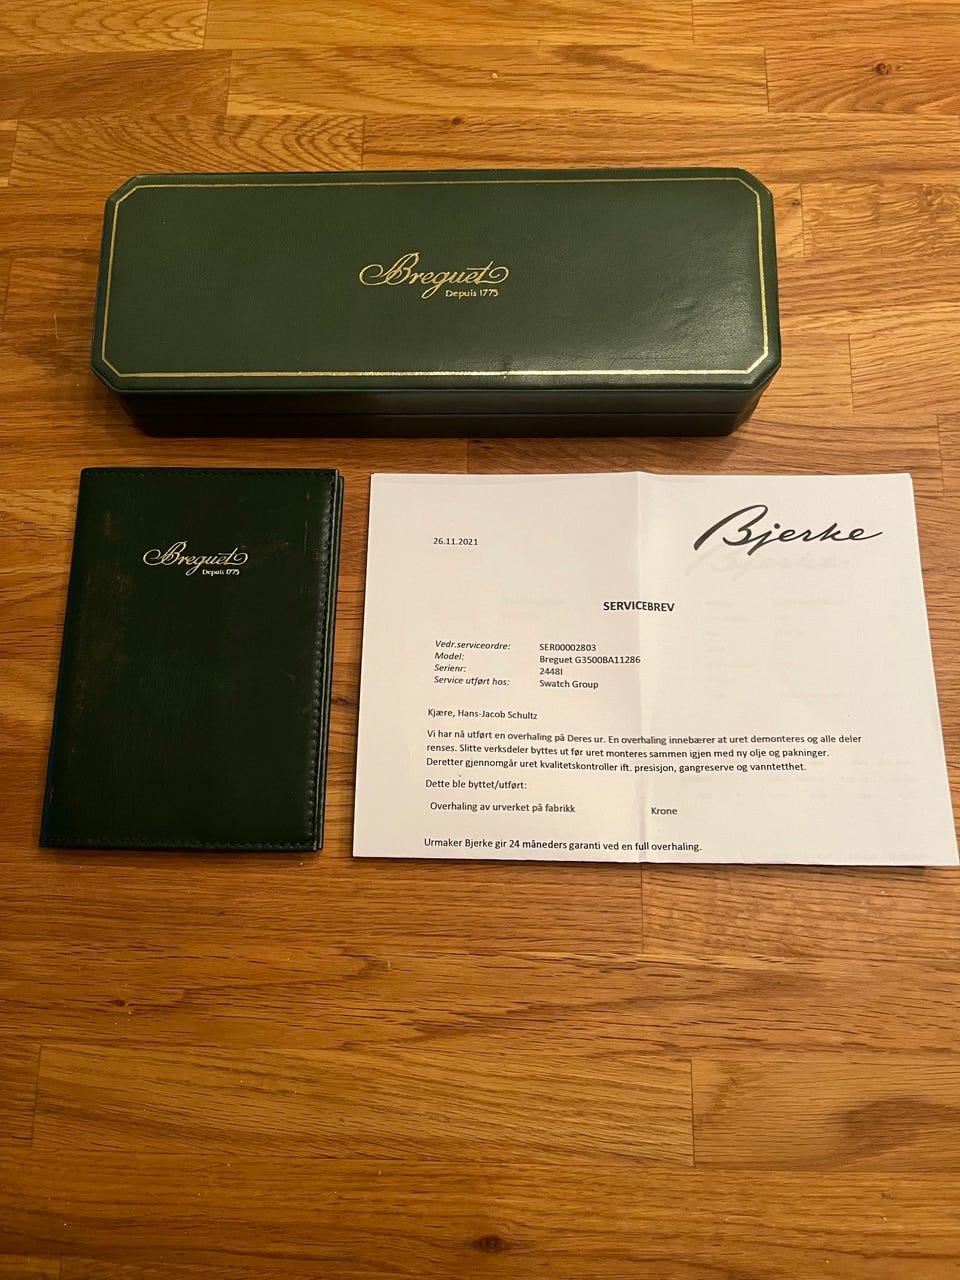 Breguet
Depuis 1775
Breguet
Depuis 1775
Bjerke
26.11.2021
SERVICEBREV
Vedr.serviceordre: SER00002803
Model: Breguet G3500BA11286
Serienr: 2448I
Service utført hos: Swatch Group
Kjære, Hans-Jacob Schultz
Vi har nå utført en overhaling på Deres ur. En overhaling innebærer at uret demonteres og alle deler
renses. Slitte verksdeler byttes ut før uret monteres sammen igjen med ny olje og pakninger.
Deretter gjennomgår uret kvalitetskontroller ift. presisjon, gangreserve og vanntetthet.
Dette ble byttet/utført:
Overhaling av urverket på fabrikk Krone
Urmaker Bjerke gir 24 måneders garanti ved en full overhaling.